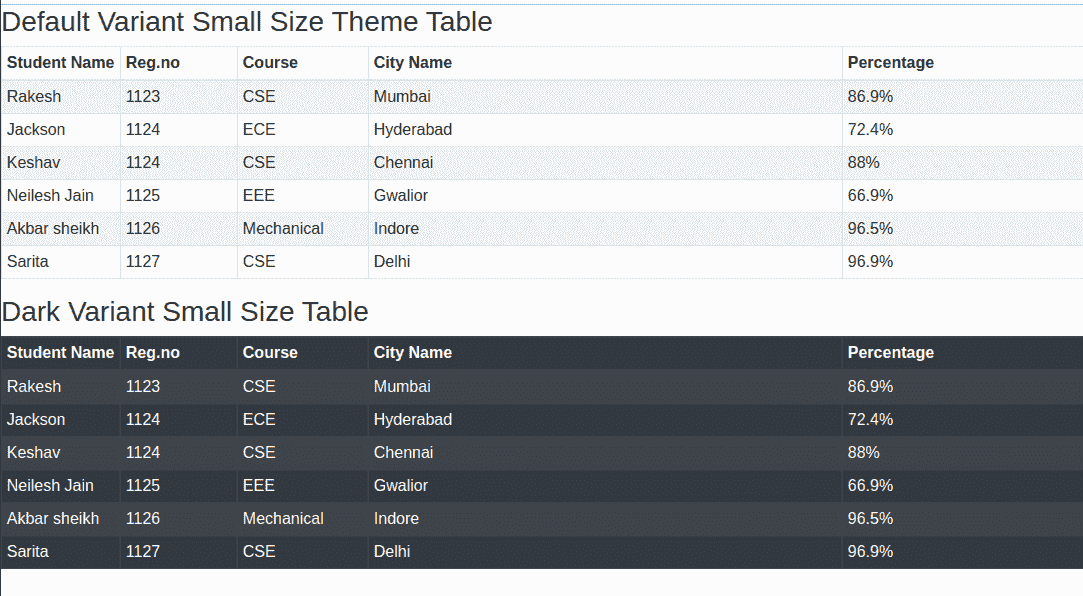 Default Variant Small Size Theme Table
Student Name Reg.no Course City Name Percentage
Rakesh 1123 CSE Mumbai 86.9%
Jackson 1124 ECE Hyderabad 72.4%
Keshav 1124 CSE Chennai 88%
Neilesh Jain 1125 EEE Gwalior 66.9%
Akbar sheikh 1126 Mechanical Indore 96.5%
Sarita 1127 CSE Delhi 96.9%
Dark Variant Small Size Table
Student Name Reg.no Course City Name Percentage
Rakesh 1123 CSE Mumbai 86.9%
Jackson 1124 ECE Hyderabad 72.4%
Keshav 1124 CSE Chennai 88%
Neilesh Jain 1125 EEE Gwalior 66.9%
Akbar sheikh 1126 Mechanical Indore 96.5%
Sarita 1127 CSE Delhi 96.9%